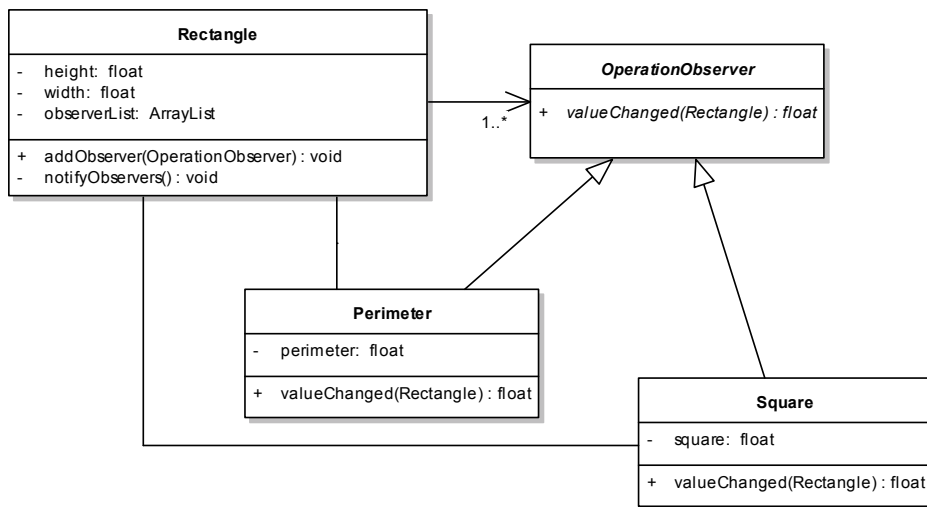 Rectangle
- height: float
- width: float
- observerList: ArrayList
+ addObserver(OperationObserver) : void
- notifyObservers() : void
1..*
OperationObserver
+ valueChanged(Rectangle) : float
Perimeter
- perimeter: float
+ valueChanged(Rectangle) : float
Square
- square: float
+ valueChanged(Rectangle) : float